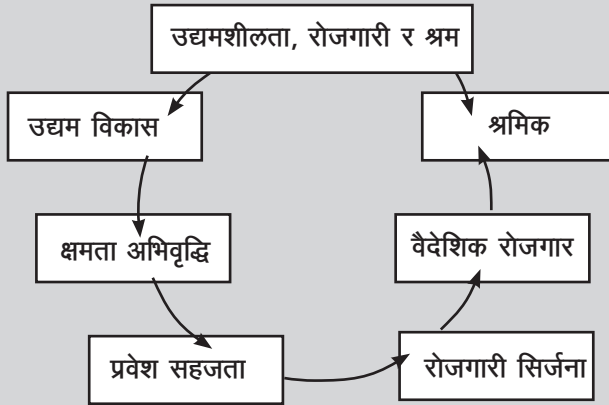 उद्यमशीलता, रोजगारी र श्रम
उद्यम विकास
श्रमिक
क्षमता अभिवृद्धि
वैदेशिक रोजगार
प्रवेश सहजता
रोजगारी सिर्जना